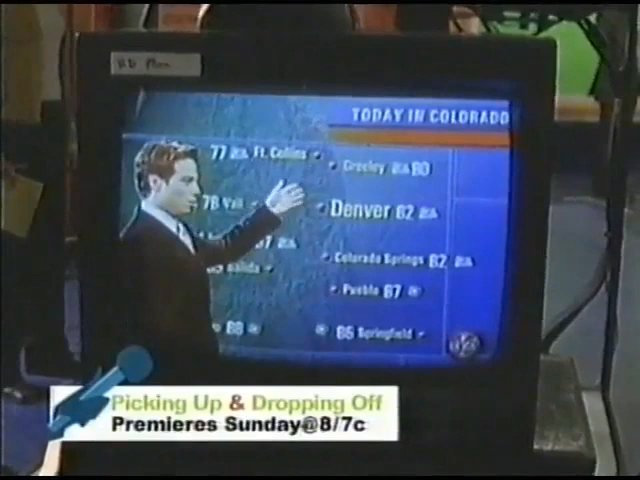 TODAY IN COLORADO
77 Ft. Collins
Greeley 80
78 Vail
Denver 82
Colorado Springs 82
Salida
Pueblo 87
88
86 Springfield
Picking Up & Dropping Off
Premieres Sunday@8/7c